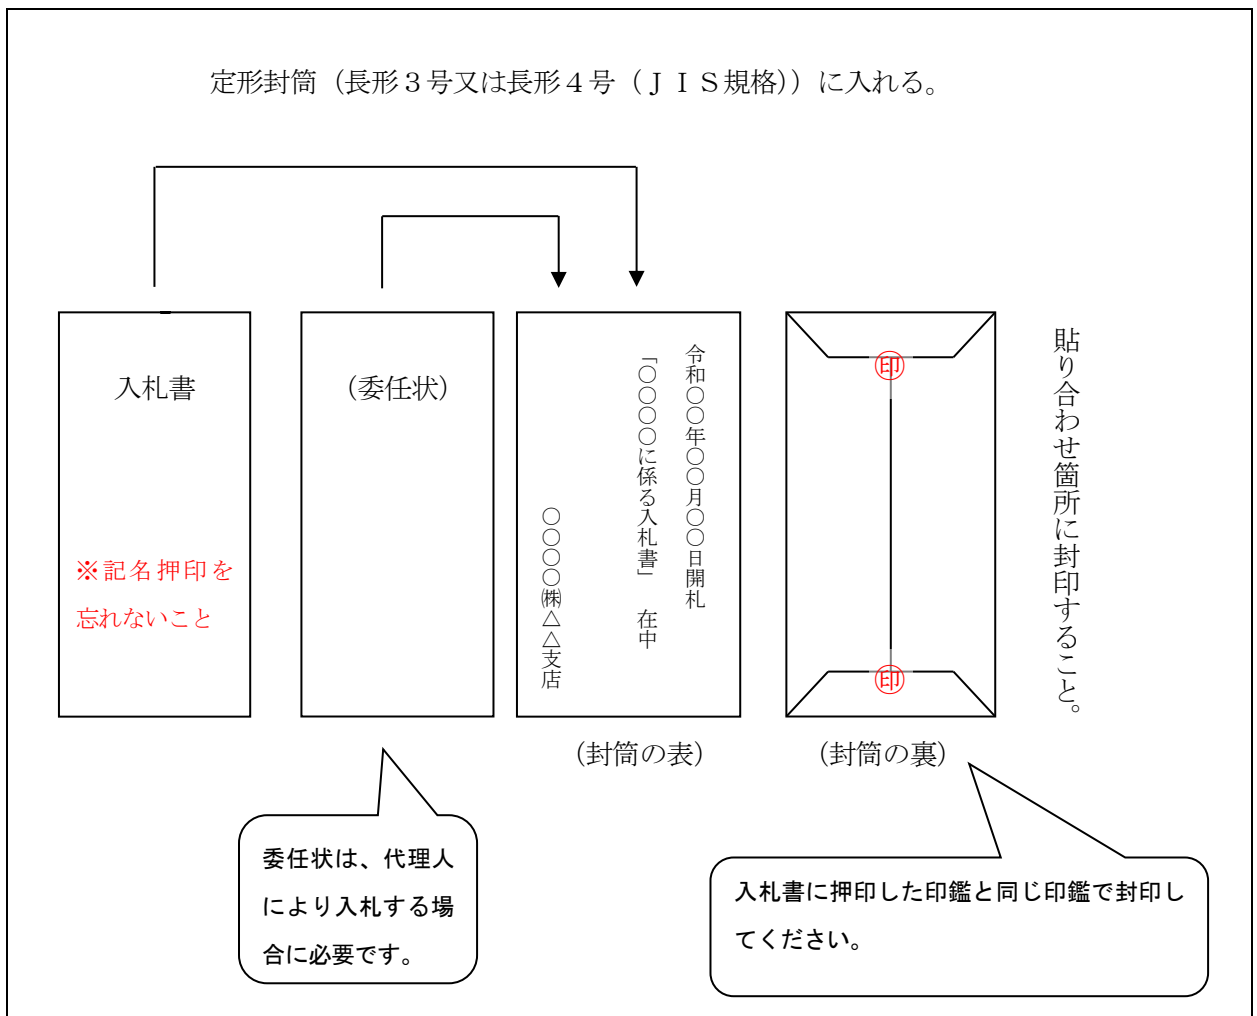 定形封筒（長形３号又は長形４号（ＪＩＳ規格））に入れる。
入札書
※記名押印を
忘れないこと
（委任状）
令和〇〇年〇〇月〇〇日開札
「〇〇〇〇に係る入札書」　在中
〇〇〇〇㈱△△支店
印
印
貼り合わせ箇所に封印すること。
（封筒の表）
（封筒の裏）
委任状は、代理人
により入札する場
合に必要です。
入札書に押印した印鑑と同じ印鑑で封印し
てください。